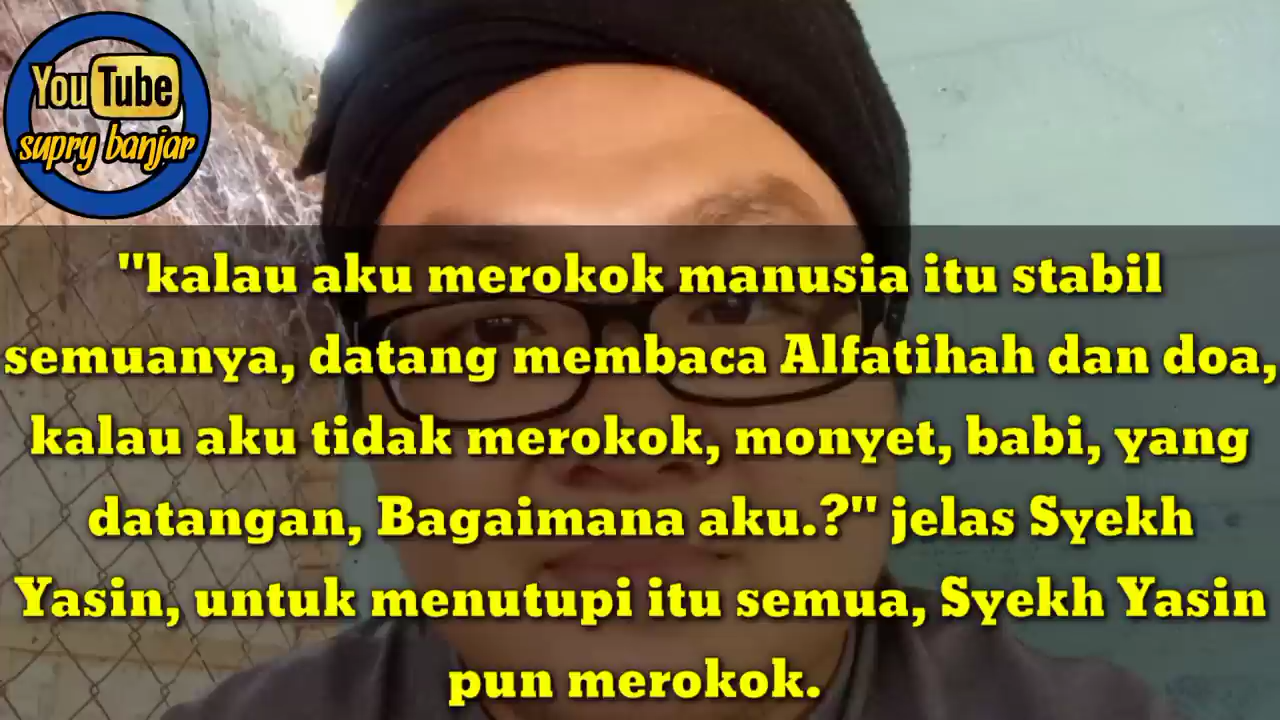 YouTube
supry banjar
"kalau aku merokok manusia itu stabil
semuanya, datang membaca Alfatihah dan doa,
kalau aku tidak merokok, monyet, babi, yang
datangan, Bagaimana aku.?" jelas Syekh
Yasin, untuk menutupi itu semua, Syekh Yasin
pun merokok.